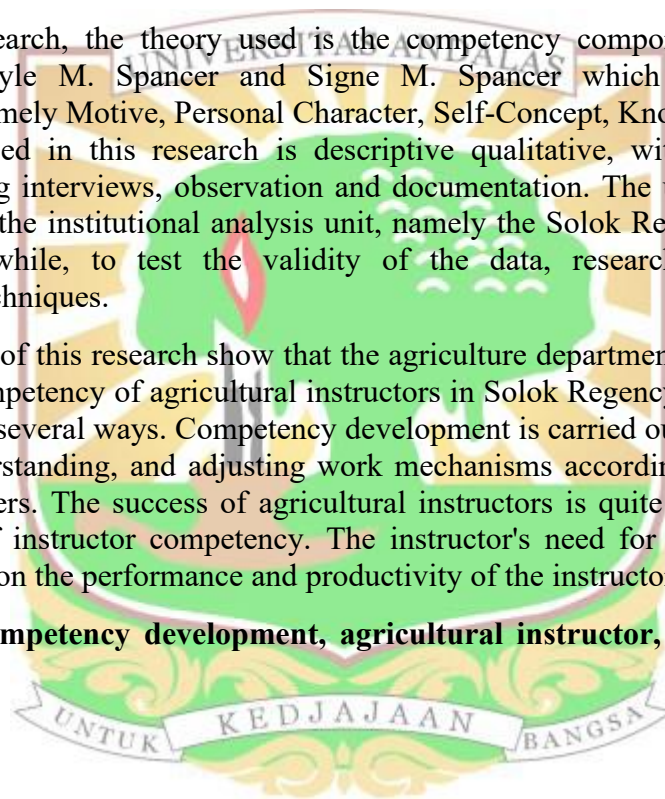 earch, the theory used is the competency compo
yle M. Spancer and Signe M. Spancer which
mely Motive, Personal Character, Self-Concept, Kno
ed in this research is descriptive qualitative, wit
g interviews, observation and documentation. The
the institutional analysis unit, namely the Solok Re
while, to test the validity of the data, researc
chniques.
of this research show that the agriculture departmen
mpetency of agricultural instructors in Solok Regency
several ways. Competency development is carried ou
rstanding, and adjusting work mechanisms accordin
ers. The success of agricultural instructors is quite
f instructor competency. The instructor's need for
on the performance and productivity of the instructo
mpetency development, agricultural instructor,
UNIVERSITAS ANDALAS
UNTUK KEDJAJAAN BANGSA